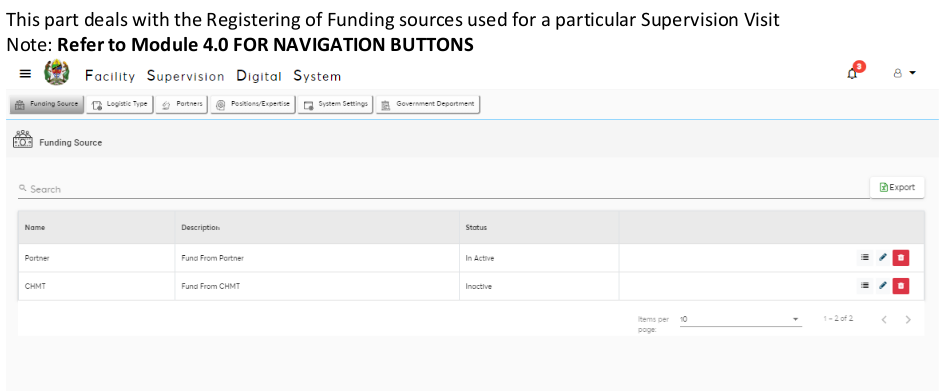 This part deals with the Registering of Funding sources used for a particular Supervision Visit
Note: Refer to Module 4.0 FOR NAVIGATION BUTTONS
Facility Supervision Digital System 3
Funding Source Logistic Type Partners Positions/Expertise System Settings Government Department
Funding Source
Search Export
Name Description Status
Partner Fund From Partner In Active
CHMT Fund From CHMT Inactive
Items per page: 10 1 – 2 of 2